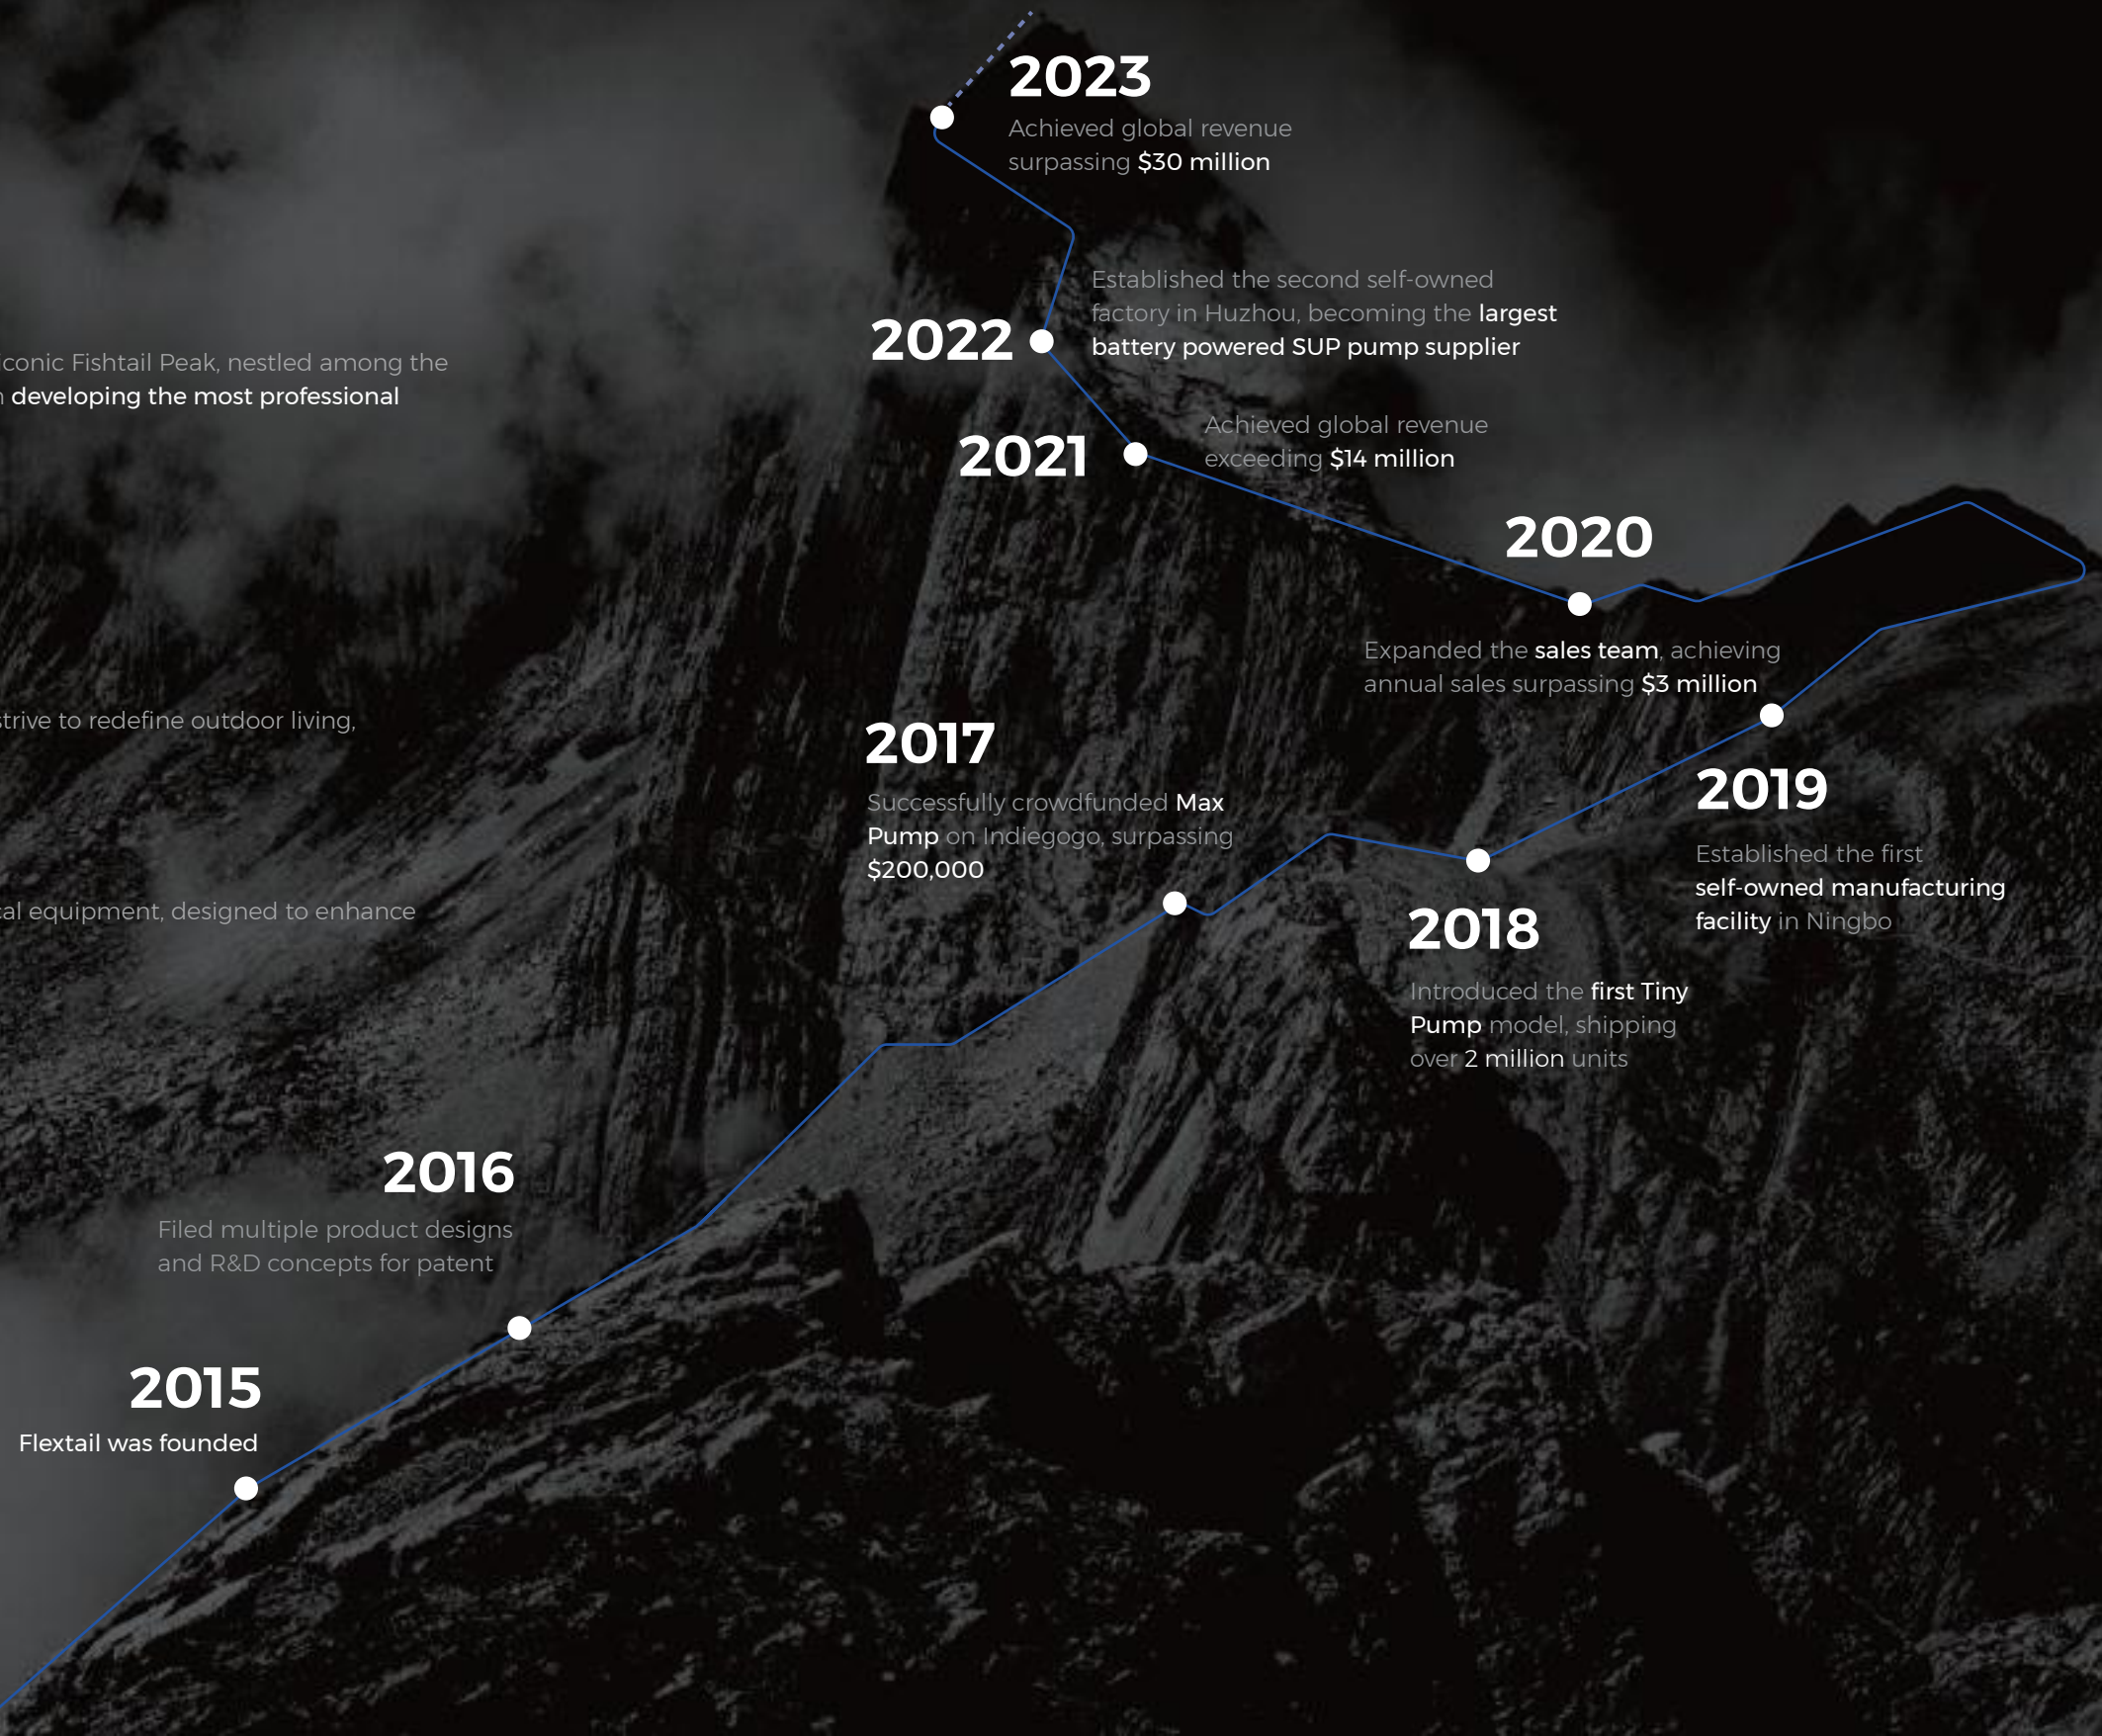 2023
Achieved global revenue
surpassing $30 million
Established the second self-owned
factory in Huzhou, becoming the largest
battery powered SUP pump supplier
2022
iconic Fishtail Peak, nestled among the
developing the most professional
Achieved global revenue
exceeding $14 million
2021
2020
Expanded the sales team, achieving
annual sales surpassing $3 million
strive to redefine outdoor living,
2017
Successfully crowdfunded Max
Pump on Indiegogo, surpassing
$200,000
2019
Established the first
self-owned manufacturing
facility in Ningbo
equipment, designed to enhance
2018
Introduced the first Tiny
Pump model, shipping
over 2 million units
2016
Filed multiple product designs
and R&D concepts for patent
2015
Flextail was founded